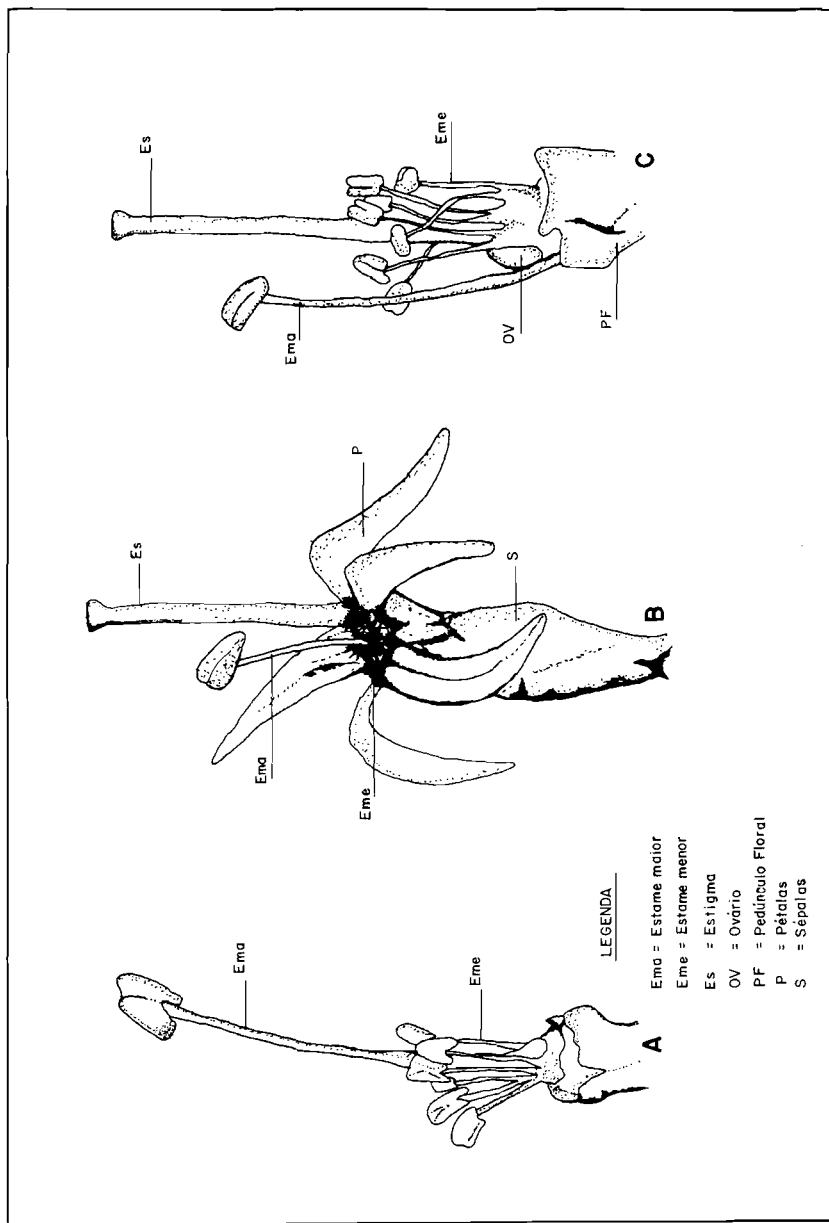 Ema
Eme
A
Es
Ema
Eme
P
S
B
Es
Ema
Eme
OV
PF
C
LEGENDA
Ema = Estame maior
Eme = Estame menor
Es = Estigma
OV = Ovário
PF = Pedúnculo Floral
P = Pétalas
S = Sépalas